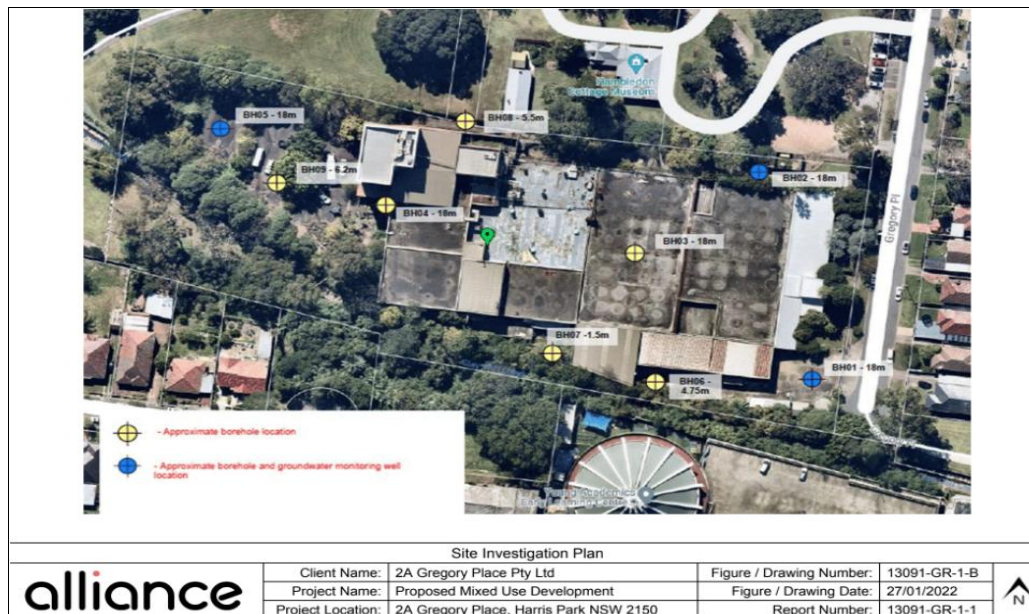 Hambledon
Cottage Museum
BH05 - 18m
BH08 - 5.5m
BH09 - 6.2m
BH02 - 18m
BH04 - 18m
Gregory Pl
BH03 - 18m
BH07 -1.5m
BH06 -
4.75m
BH01 - 18m
- Approximate borehole location
- Approximate borehole and groundwater monitoring well
location
Early Learning Centre
Site Investigation Plan
alliance
Client Name: 2A Gregory Place Pty Ltd Figure / Drawing Number: 13091-GR-1-B
Project Name: Proposed Mixed Use Development Figure / Drawing Date: 27/01/2022
Project Location: 2A Gregory Place, Harris Park NSW 2150 Report Number: 13091-GR-1-1
N